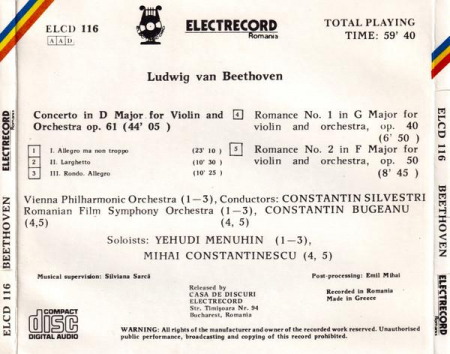 ELCD 116
A A D
ELECTRECORD
Romania
TOTAL PLAYING
TIME: 59' 40
Ludwig van Beethoven
Concerto in D Major for Violin and
Orchestra op. 61 (44' 05 )
1 I. Allegro ma non troppo (23' 10 )
2 II. Larghetto (10' 30 )
3 III. Rondo. Allegro (10' 25 )
4 Romance No. 1 in G Major for
violin and orchestra, op. 40
(6' 50 )
5 Romance No. 2 in F Major for
violin and orchestra, op. 50
(8' 45 )
Vienna Philharmonic Orchestra (1—3), Conductors: CONSTANTIN SILVESTRI
Romanian Film Symphony Orchestra (1—3), CONSTANTIN BUGEANU
(4,5) (4, 5)
Soloists: YEHUDI MENUHIN (1—3),
MIHAI CONSTANTINESCU (4, 5)
Musical supervision: Silviana Sarcă
Post-processing: Emil Mihai
Released by
CASA DE DISCURI
ELECTRECORD
Str. Timișoara Nr. 94
Bucharest, Romania
Recorded in Romania
Made in Greece
COMPACT
disc
DIGITAL AUDIO
WARNING: All rights of the manufacturer and owner of the recorded work reserved. Unauthorised
public performance, broadcasting and copying of this record prohibited.
ELCD 116 BEETHOVEN ELECTRECORD
ELCD 116 BEETHOVEN ELECTRECORD